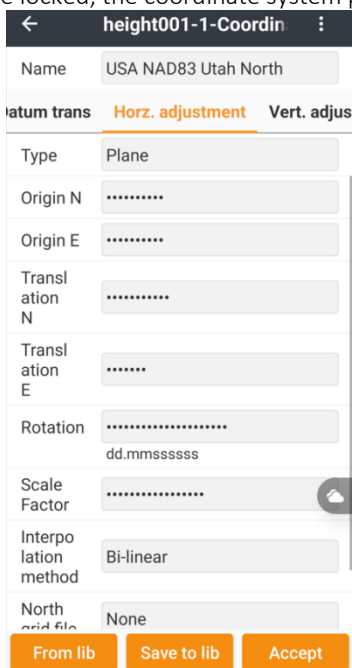 e locked, the coordinate system p
height001-1-Coordin
Name USA NAD83 Utah North
atum trans Horz. adjustment Vert. adjus
Type Plane
Origin N ••••••••••
Origin E ••••••••••
Transl
ation
N
•••••••••••
Transl
ation
E
•••••••
Rotation •••••••••••••••••••••
dd.mmssssss
Scale
Factor
•••••••••••••••••
Interpo
lation
method
Bi-linear
North
grid file
None
From lib Save to lib Accept